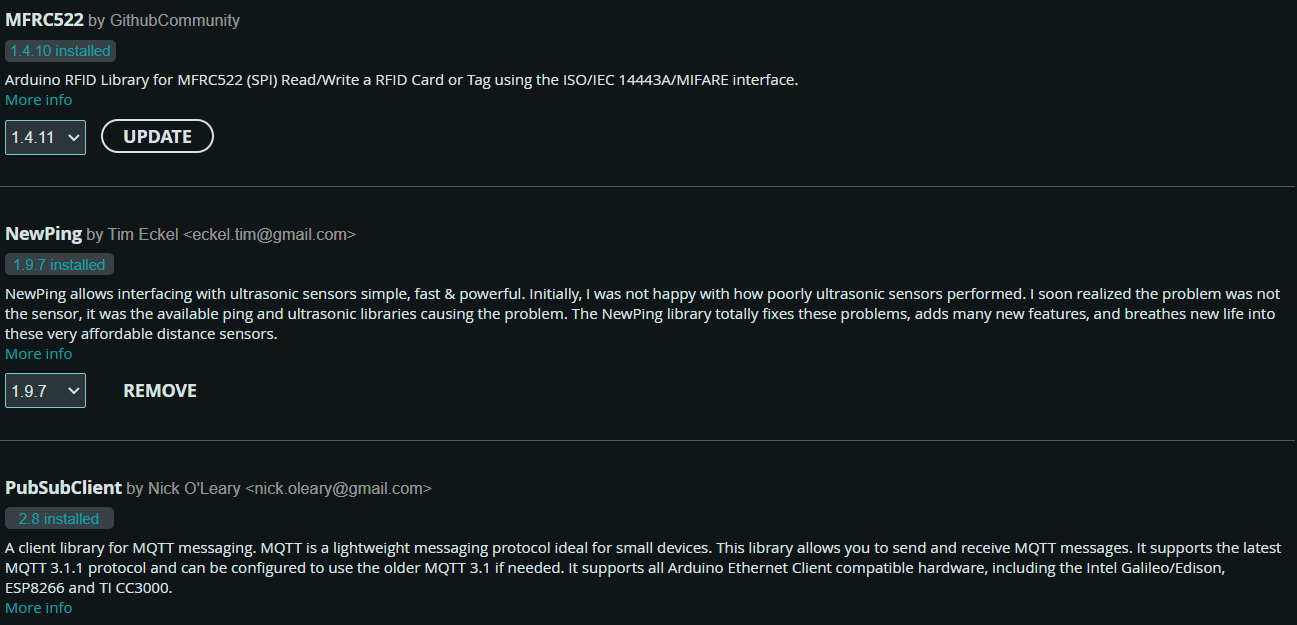 MFRC522 by GithubCommunity
1.4.10 installed
Arduino RFID Library for MFRC522 (SPI) Read/Write a RFID Card or Tag using the ISO/IEC 14443A/MIFARE interface.
More info
1.4.11 UPDATE
NewPing by Tim Eckel <eckel.tim@gmail.com>
1.9.7 installed
NewPing allows interfacing with ultrasonic sensors simple, fast & powerful. Initially, I was not happy with how poorly ultrasonic sensors performed. I soon realized the problem was not
the sensor, it was the available ping and ultrasonic libraries causing the problem. The NewPing library totally fixes these problems, adds many new features, and breathes new life into
these very affordable distance sensors.
More info
1.9.7 REMOVE
PubSubClient by Nick O'Leary <nick.oleary@gmail.com>
2.8 installed
A client library for MQTT messaging. MQTT is a lightweight messaging protocol ideal for small devices. This library allows you to send and receive MQTT messages. It supports the latest
MQTT 3.1.1 protocol and can be configured to use the older MQTT 3.1 if needed. It supports all Arduino Ethernet Client compatible hardware, including the Intel Galileo/Edison,
ESP8266 and TI CC3000.
More info